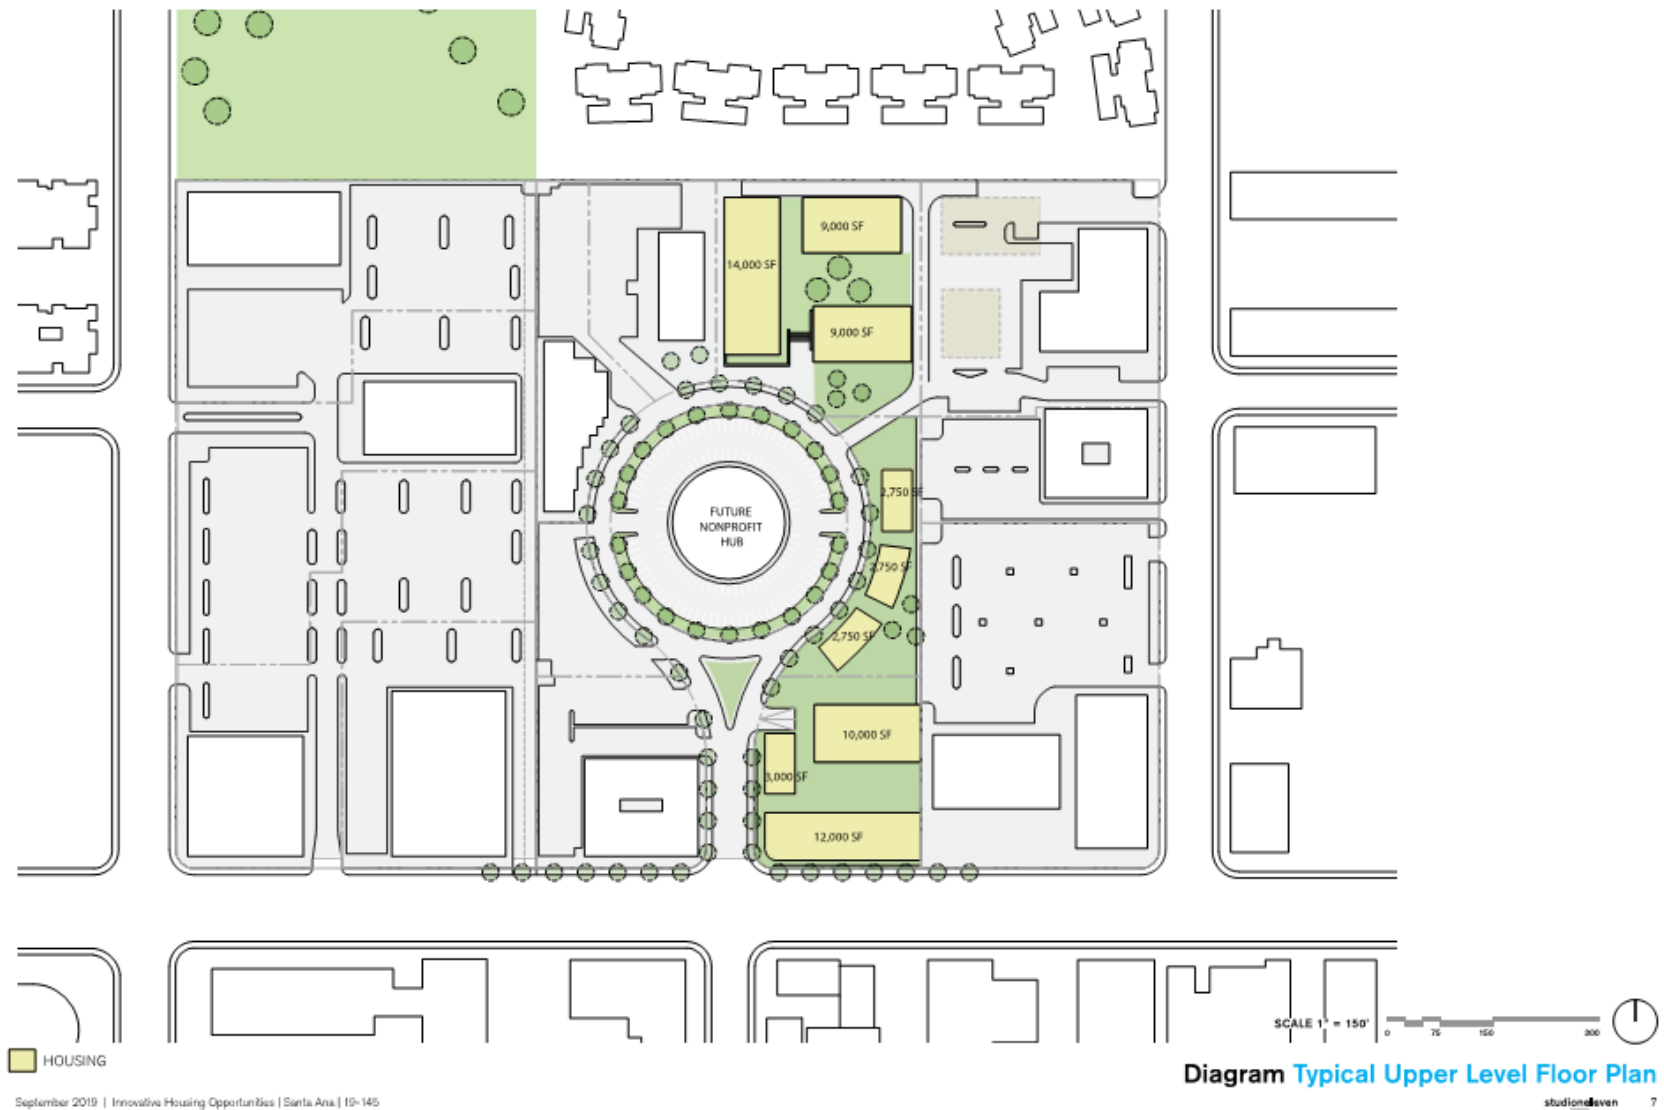 9,000 SF
14,000 SF
9,000 SF
2,750 SF
FUTURE
NONPROFIT
HUB
2,750 SF
2,750 SF
10,000 SF
3,000 SF
12,000 SF
SCALE 1" = 150'
0 75 150 300
HOUSING
Diagram Typical Upper Level Floor Plan
September 2019 | Innovative Housing Opportunities | Santa Ana | 19-145
studioneleven 7